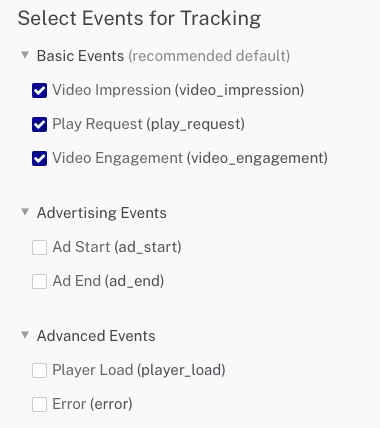 Select Events for Tracking
Basic Events (recommended default)
Video Impression (video_impression)
Play Request (play_request)
Video Engagement (video_engagement)
Advertising Events
Ad Start (ad_start)
Ad End (ad_end)
Advanced Events
Player Load (player_load)
Error (error)